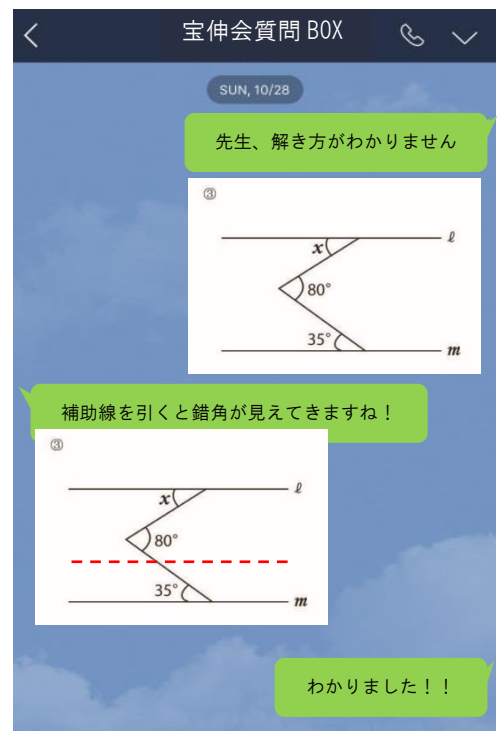 宝伸会質問BOX
SUN, 10/28
先生、解き方がわかりません
③
x
ℓ
80°
35°
m
補助線を引くと錯角が見えてきますね！
③
x
ℓ
80°
35°
m
わかりました！！